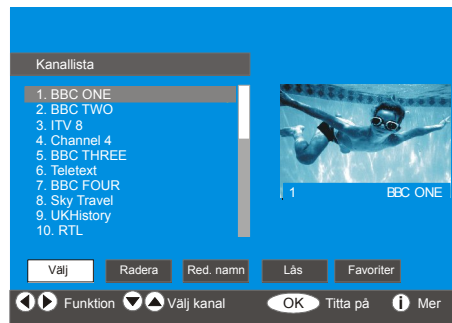 Kanallista
1. BBC ONE
2. BBC TWO
3. ITV 8
4. Channel 4
5. BBC THREE
6. Teletext
7. BBC FOUR
8. Sky Travel
9. UKHistory
10. RTL
1 BBC ONE
Välj Radera Red. namn Lås Favoriter
Funktion Välj kanal OK Titta på i Mer